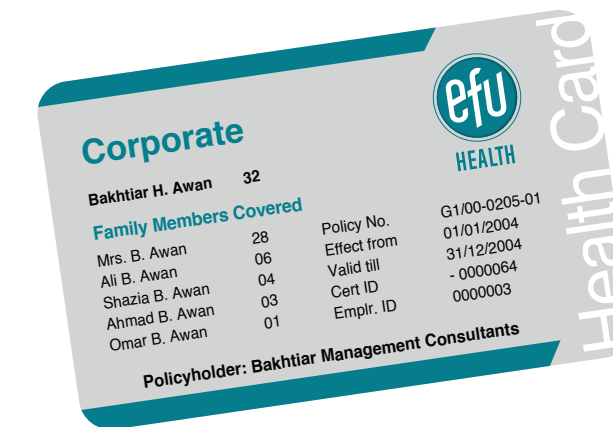 Corporate
efu
HEALTH
Health Card
Bakhtiar H. Awan 32
Family Members Covered
Mrs. B. Awan 28
Ali B. Awan 06
Shazia B. Awan 04
Ahmad B. Awan 03
Omar B. Awan 01
Policy No. G1/00-0205-01
Effect from 01/01/2004
Valid till 31/12/2004
Cert ID - 0000064
Emplr. ID 0000003
Policyholder: Bakhtiar Management Consultants